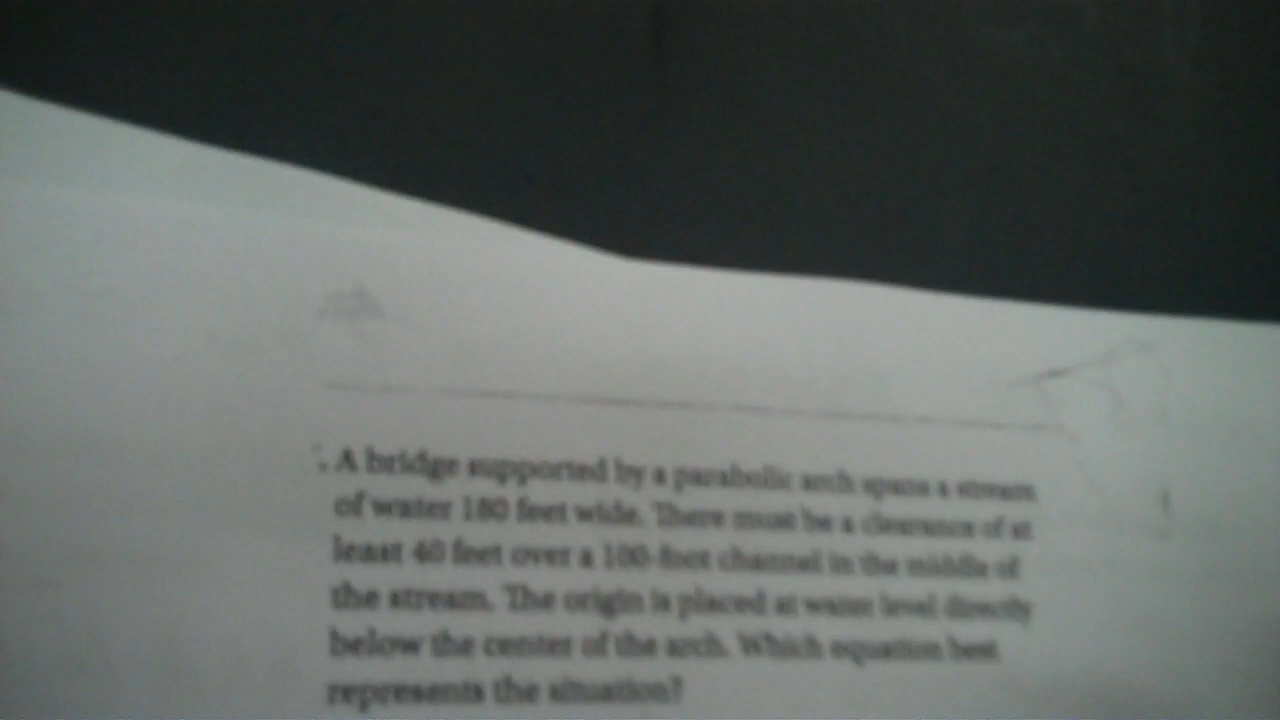 . A bridge supported by a parabolic arch spans a stream
of water 180 feet wide. There must be a clearance of at
least 40 feet over a 100-foot channel in the middle of
the stream. The origin is placed at water level directly
below the center of the arch. Which equation best
represents the situation?